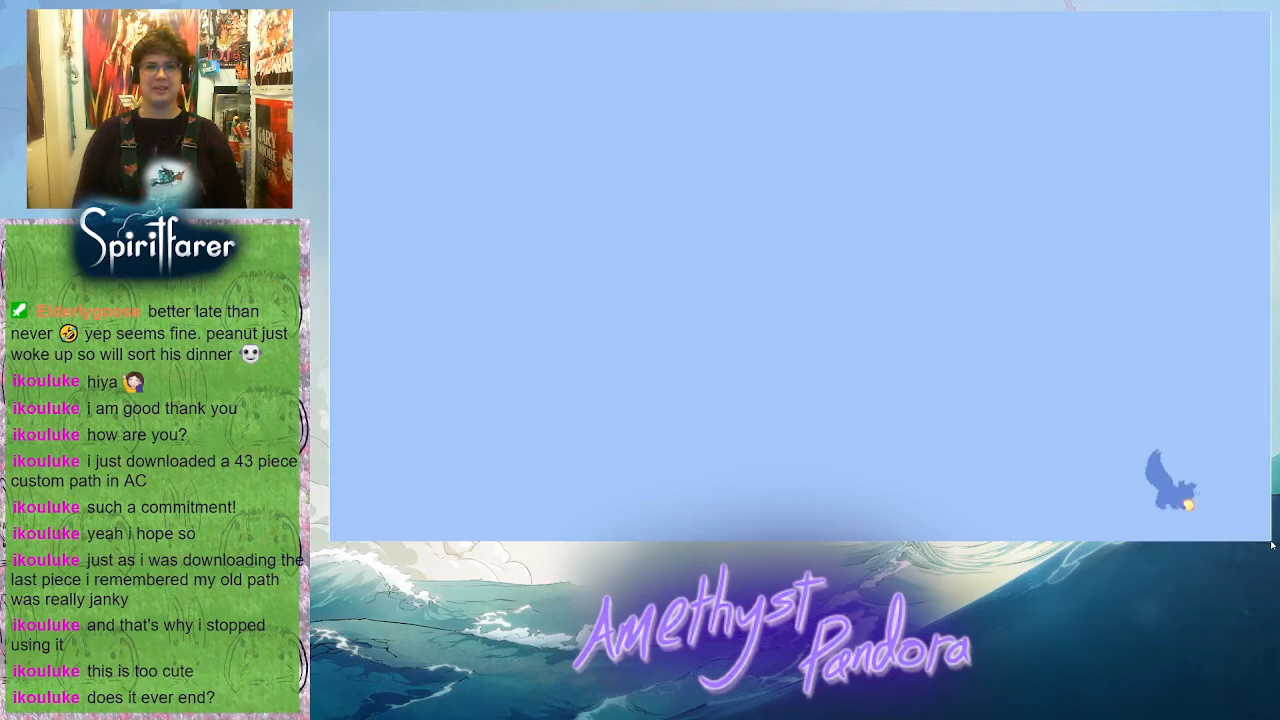 JOJO
GARY
MOORE
Spiritfarer
Elderlygoose better late than
never yep seems fine. peanut just
woke up so will sort his dinner
ikouluke hiya
ikouluke i am good thank you
ikouluke how are you?
ikouluke i just downloaded a 43 piece
custom path in AC
ikouluke such a commitment!
ikouluke yeah i hope so
ikouluke just as i was downloading the
last piece i remembered my old path
was really janky
ikouluke and that's why i stopped
using it
ikouluke this is too cute
ikouluke does it ever end?
Amethyst
Pandora